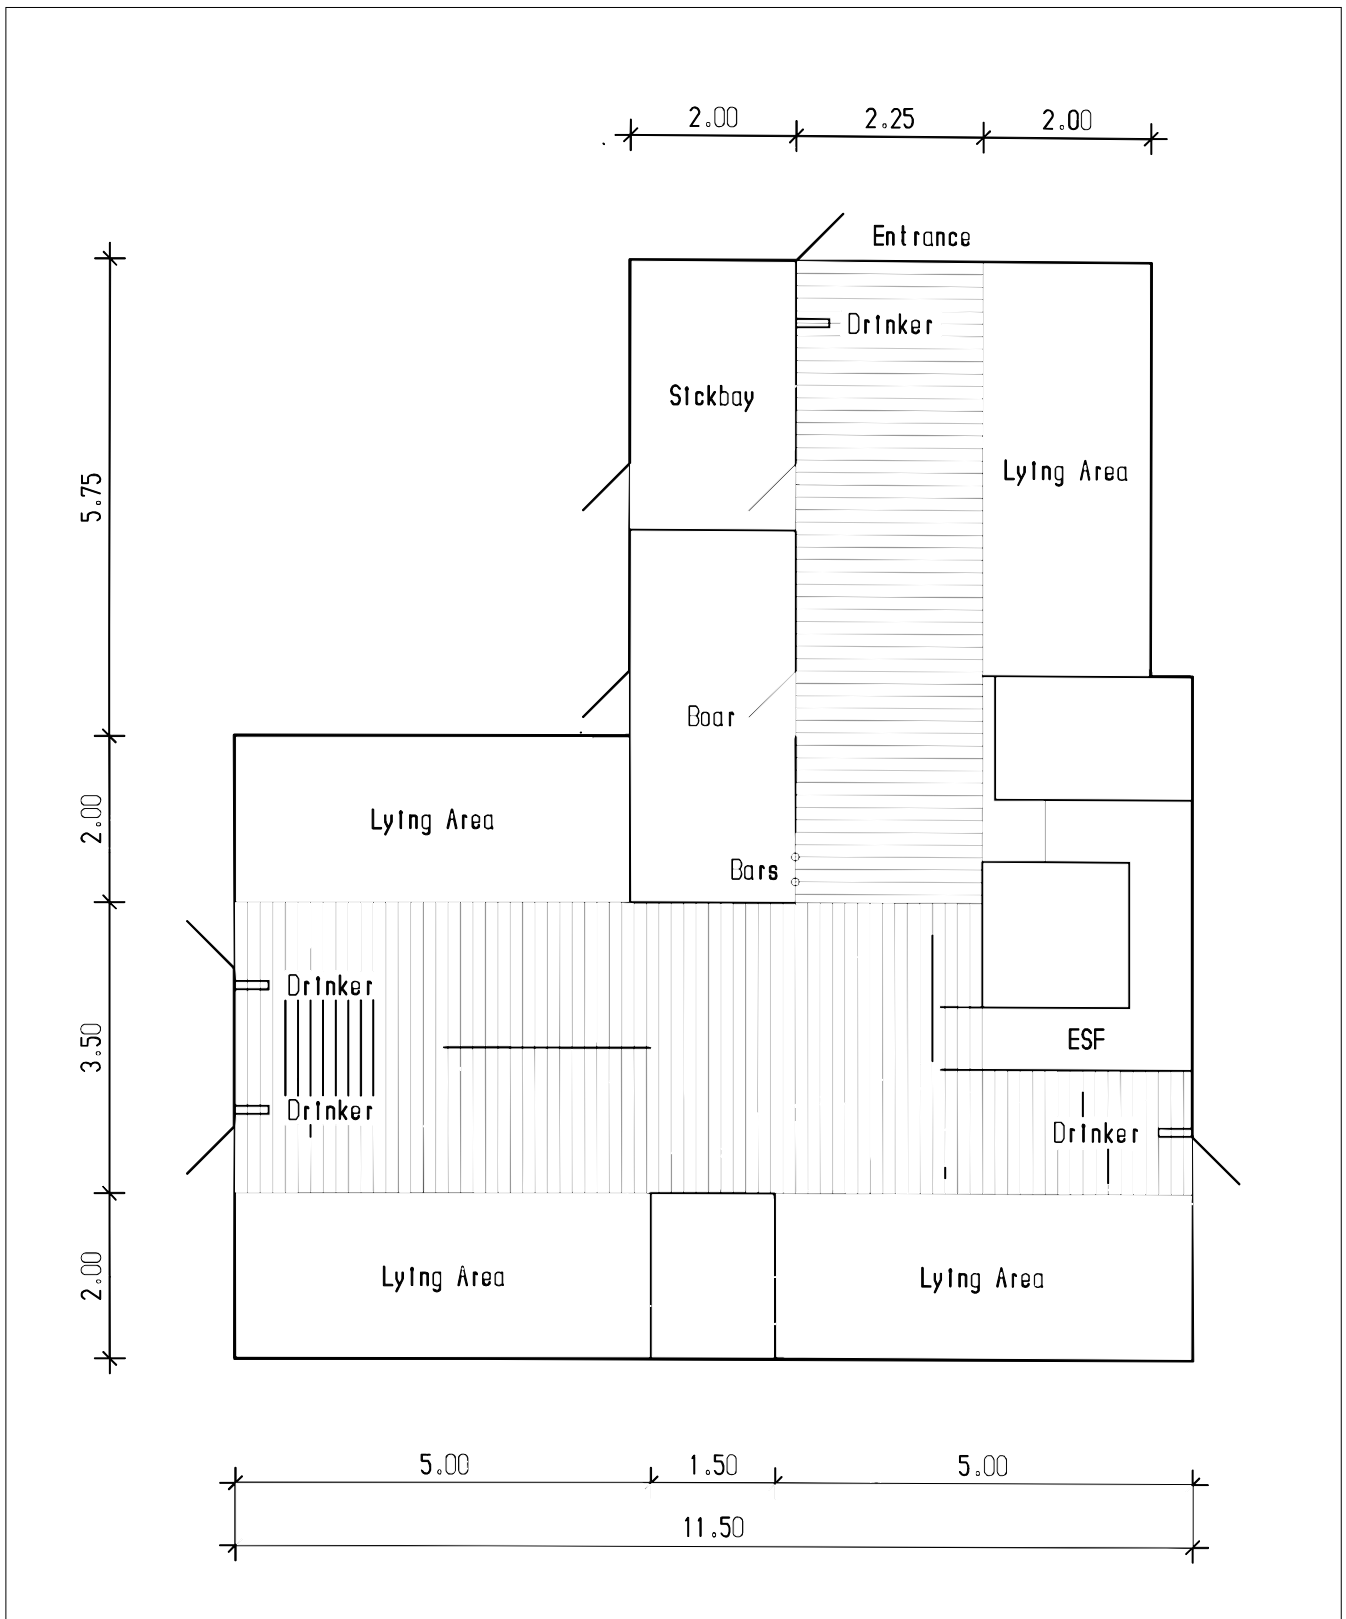 2.00 2.25 2.00
Entrance
Drinker
Sickbay
Lying Area
5.75
Boar
Lying Area
2.00
Bars
Drinker
3.50
ESF
Drinker
Drinker
Lying Area
Lying Area
2.00
5.00 1.50 5.00
11.50